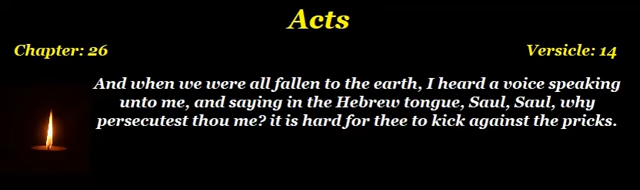 Acts
Chapter: 26
Versicle: 14
And when we were all fallen to the earth, I heard a voice speaking
unto me, and saying in the Hebrew tongue, Saul, Saul, why
persecutest thou me? it is hard for thee to kick against the pricks.